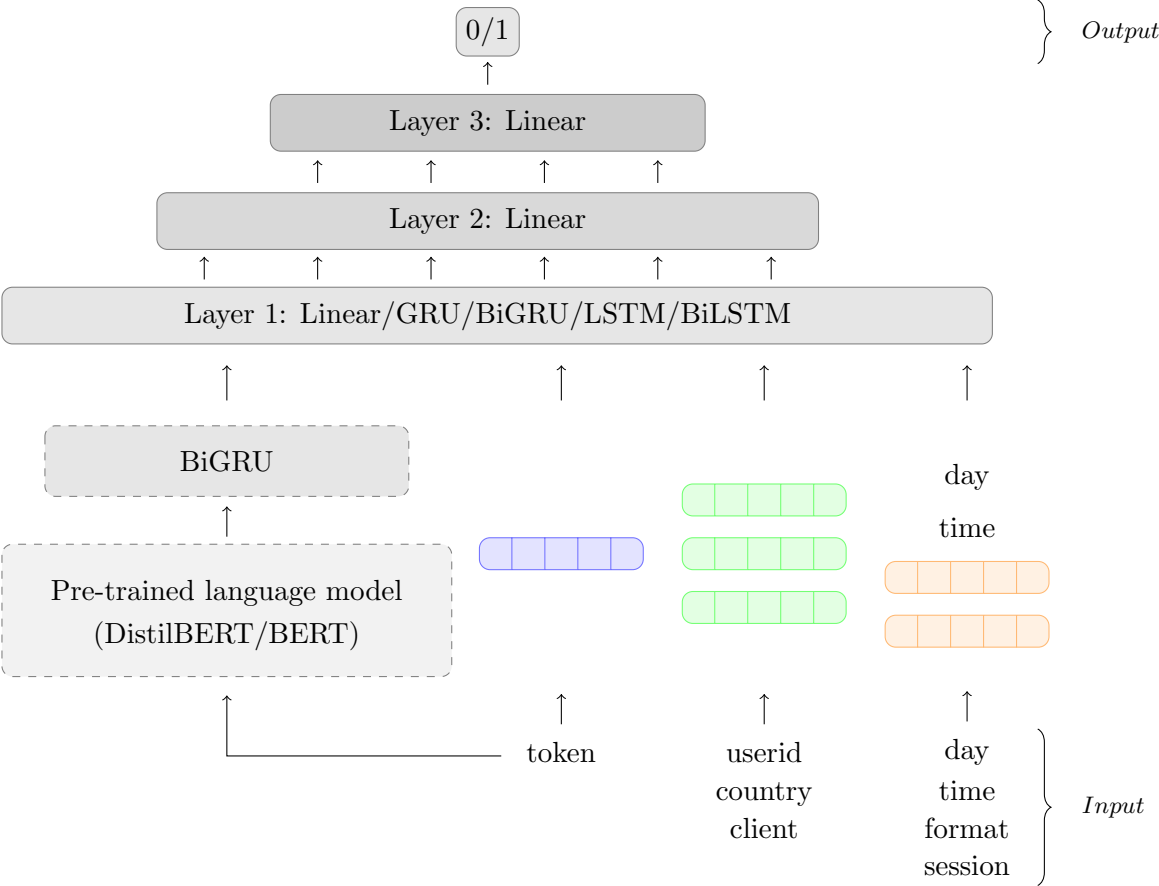 0/1
Output
Layer 3: Linear
Layer 2: Linear
Layer 1: Linear/GRU/BiGRU/LSTM/BiLSTM
BiGRU
day
time
Pre-trained language model
(DistilBERT/BERT)
token
userid
country
client
day
time
format
session
Input